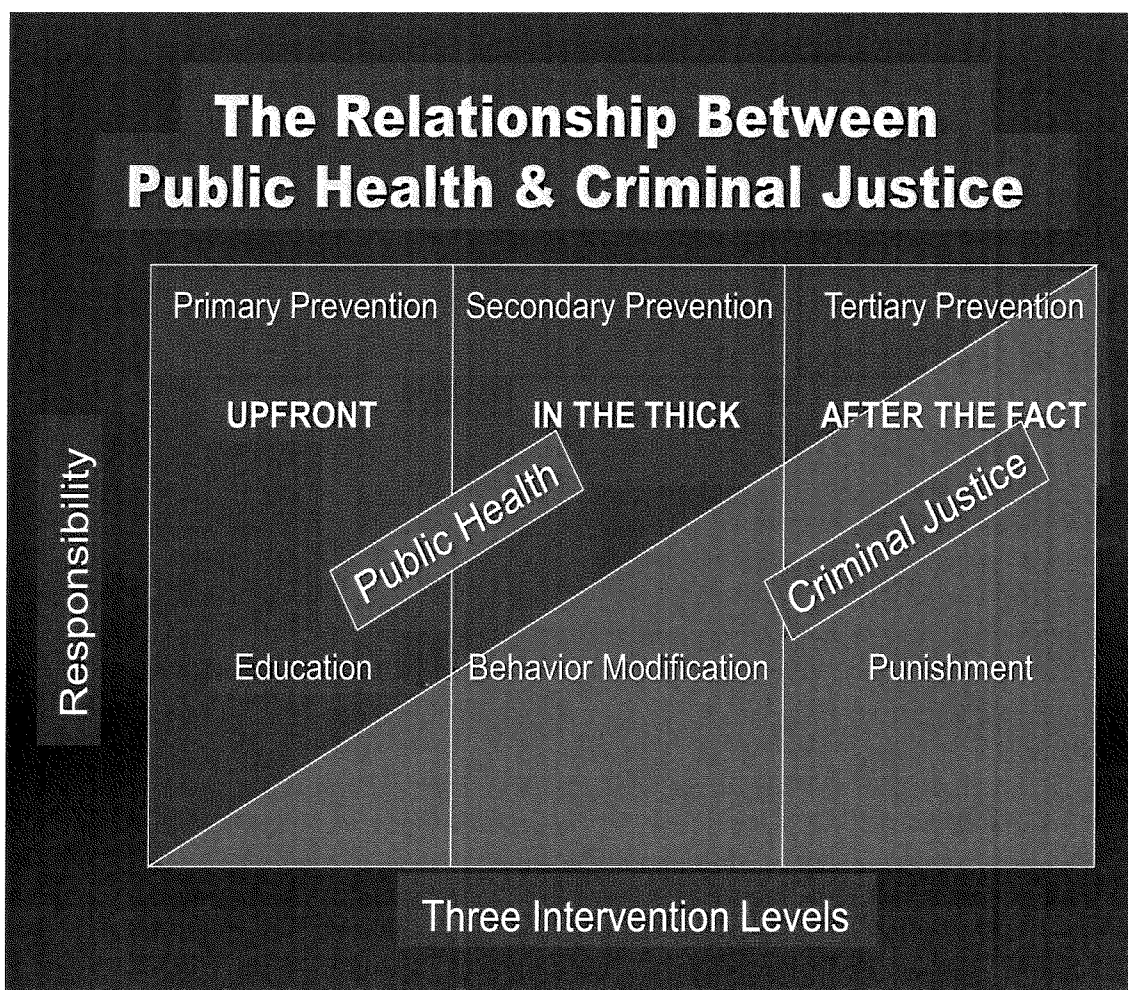 The Relationship Between
Public Health & Criminal Justice
Primary Prevention
Secondary Prevention
Tertiary Prevention
UPFRONT
IN THE THICK
AFTER THE FACT
Public Health
Criminal Justice
Responsibility
Education
Behavior Modification
Punishment
Three Intervention Levels